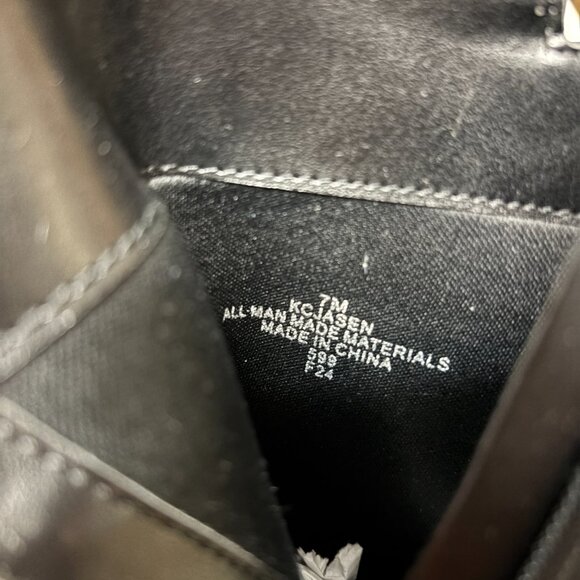 7M
KCJASEN
ALL MAN MADE MATERIALS
MADE IN CHINA
599
F24